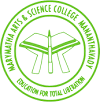 MARYMATHA ARTS & SCIENCE COLLEGE, MANANTHAVADY
EDUCATION FOR TOTAL LIBERATION